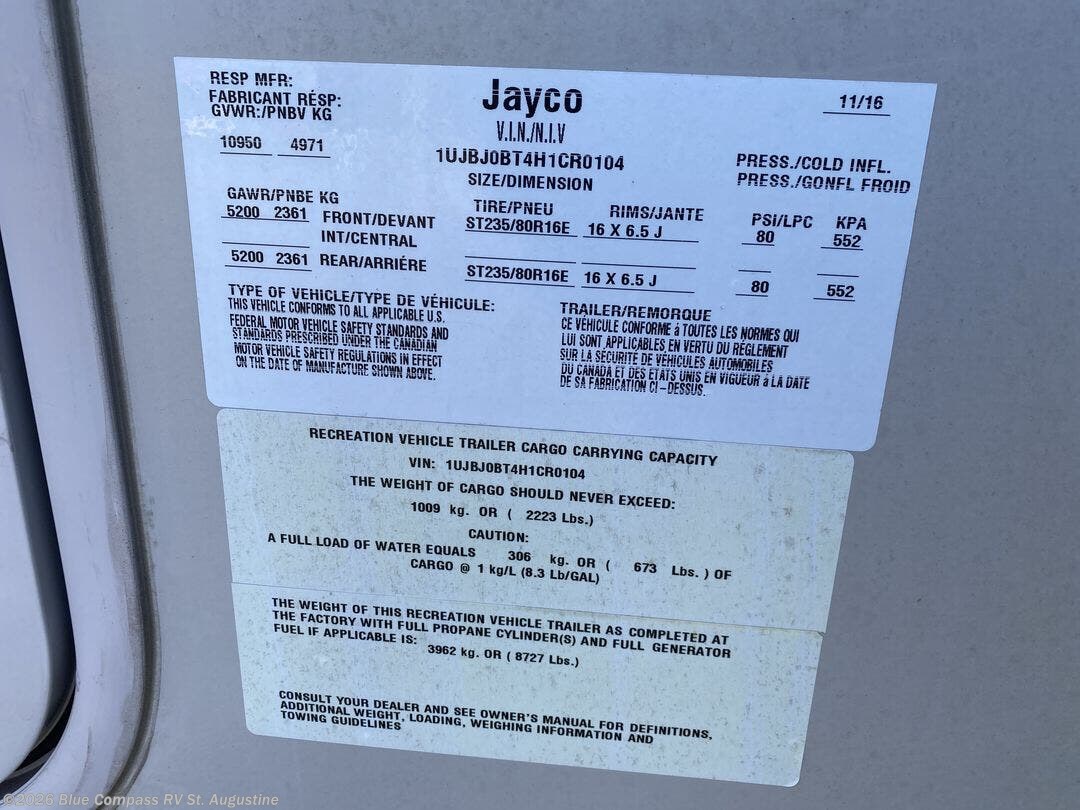 RESP MFR:
FABRICANT RÉSP:
GVWR:/PNBV KG
10950 4971
Jayco
V.I.N./N.I.V
1UJBJ0BT4H1CR0104
SIZE/DIMENSION
11/16
PRESS./COLD INFL.
PRESS./GONFL FROID
GAWR/PNBE KG
TIRE/PNEU RIMS/JANTE PSI/LPC KPA
5200 2361 FRONT/DEVANT ST235/80R16E 16 X 6.5 J 80 552
INT/CENTRAL
5200 2361 REAR/ARRIÉRE ST235/80R16E 16 X 6.5 J 80 552
TYPE OF VEHICLE/TYPE DE VÉHICULE:
THIS VEHICLE CONFORMS TO ALL APPLICABLE U.S.
FEDERAL MOTOR VEHICLE SAFETY STANDARDS AND
STANDARDS PRESCRIBED UNDER THE CANADIAN
MOTOR VEHICLE SAFETY REGULATIONS IN EFFECT
ON THE DATE OF MANUFACTURE SHOWN ABOVE.
TRAILER/REMORQUE
CE VÉHICULE CONFORME à TOUTES LES NORMES QUI
LUI SONT APPLICABLES EN VERTU DU RÈGLEMENT
SUR LA SÉCURITÉ DE VÉHICULES AUTOMOBILES
DU CANADA ET DES ÉTATS UNIS EN VIGUEUR à LA DATE
DE SA FABRICATION CI-DESSUS.
RECREATION VEHICLE TRAILER CARGO CARRYING CAPACITY
VIN: 1UJBJ0BT4H1CR0104
THE WEIGHT OF CARGO SHOULD NEVER EXCEED:
1009 kg. OR ( 2223 Lbs.)
CAUTION:
A FULL LOAD OF WATER EQUALS 306 kg. OR ( 673 Lbs. ) OF
CARGO @ 1 kg/L (8.3 Lb/GAL)
THE WEIGHT OF THIS RECREATION VEHICLE TRAILER AS COMPLETED AT
THE FACTORY WITH FULL PROPANE CYLINDER(S) AND FULL GENERATOR
FUEL IF APPLICABLE IS:
3962 kg. OR ( 8727 Lbs.)
CONSULT YOUR DEALER AND SEE OWNER'S MANUAL FOR DEFINITIONS,
ADDITIONAL WEIGHT, LOADING, WEIGHING INFORMATION AND
TOWING GUIDELINES
©2026 Blue Compass RV St. Augustine